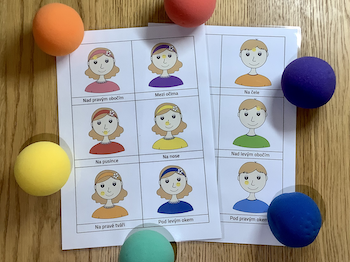 Nad pravým obočím
Mezi očima
Na pusince
Na nose
Na pravé tváři
Pod levým okem
Na čele
Nad levým obočím
Pod pravým okem